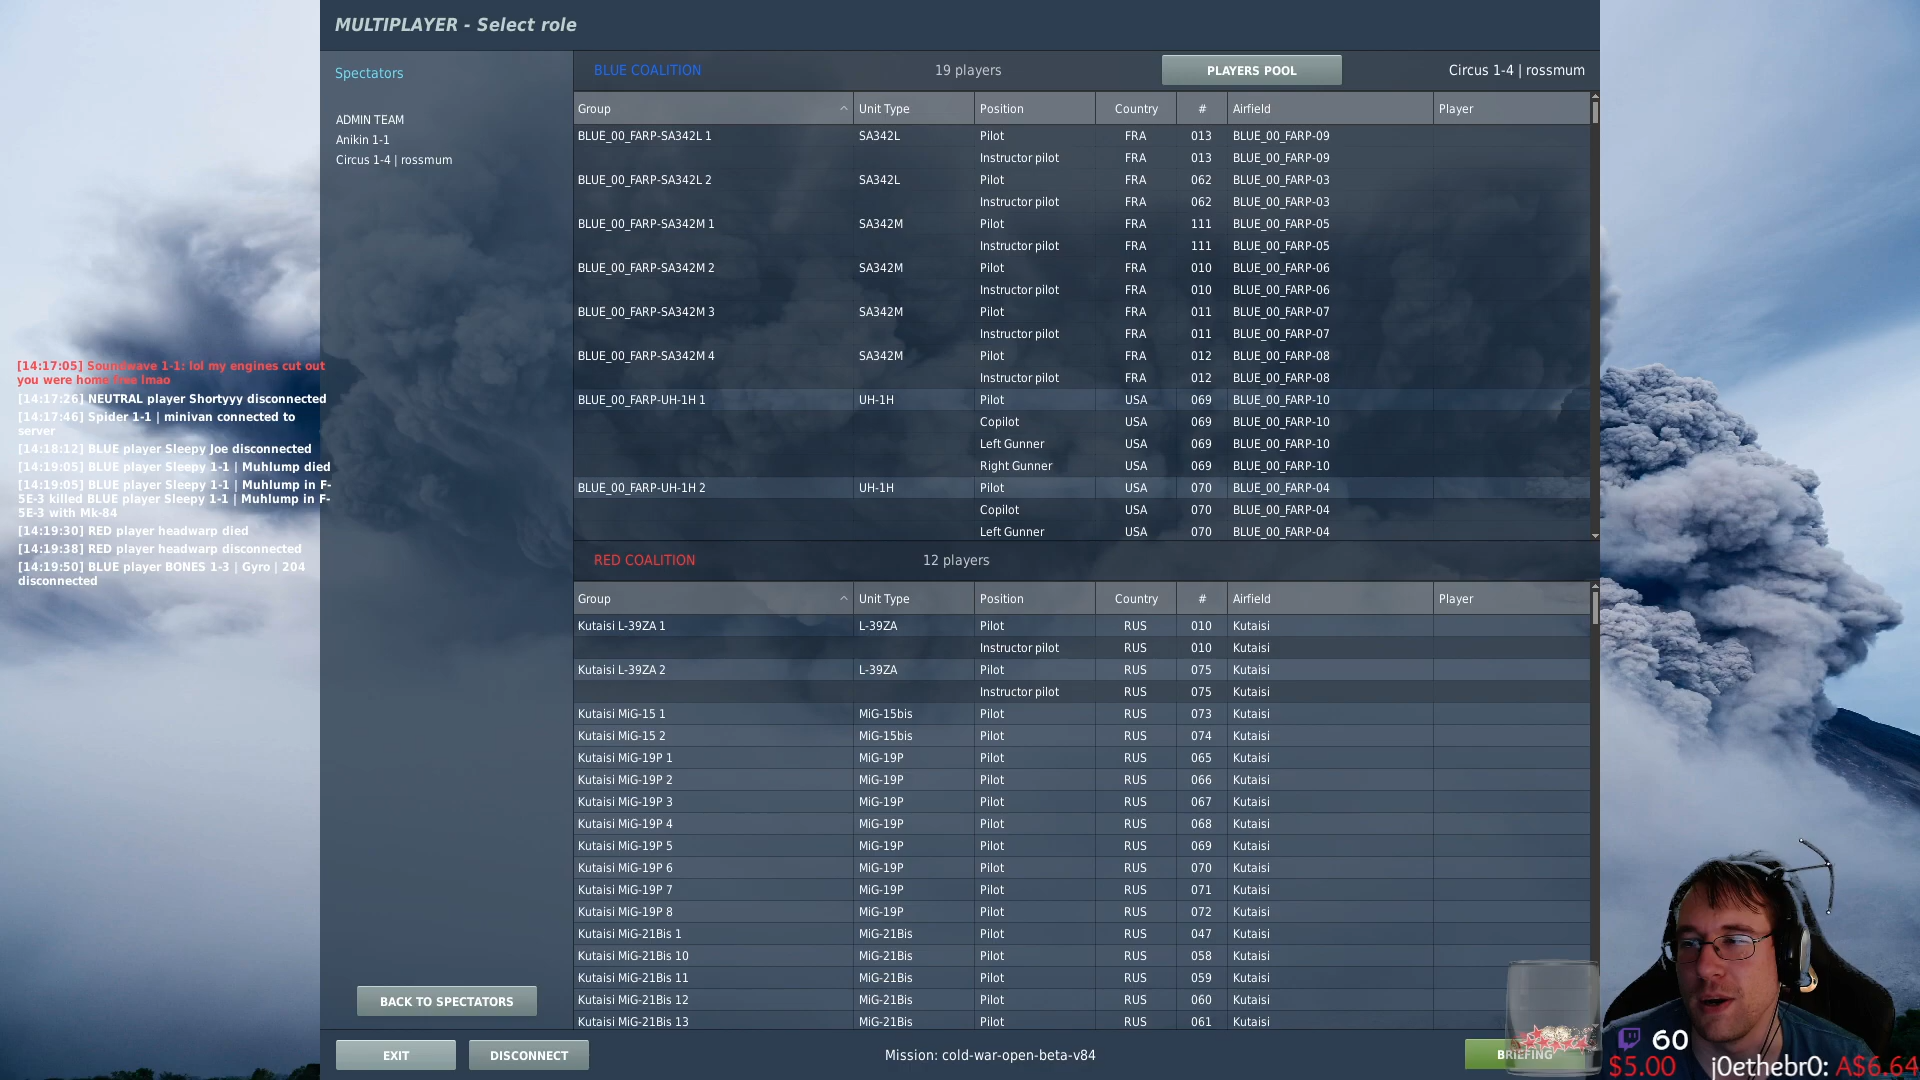 MULTIPLAYER - Select role
Spectators
ADMIN TEAM
Anikin 1-1
Circus 1-4 | rossmum
BLUE COALITION 19 players PLAYERS POOL Circus 1-4 | rossmum
Group Unit Type Position Country # Airfield Player
BLUE_00_FARP-SA342L 1 SA342L Pilot FRA 013 BLUE_00_FARP-09
Instructor pilot FRA 013 BLUE_00_FARP-09
BLUE_00_FARP-SA342L 2 SA342L Pilot FRA 062 BLUE_00_FARP-03
Instructor pilot FRA 062 BLUE_00_FARP-03
BLUE_00_FARP-SA342M 1 SA342M Pilot FRA 111 BLUE_00_FARP-05
Instructor pilot FRA 111 BLUE_00_FARP-05
BLUE_00_FARP-SA342M 2 SA342M Pilot FRA 010 BLUE_00_FARP-06
Instructor pilot FRA 010 BLUE_00_FARP-06
BLUE_00_FARP-SA342M 3 SA342M Pilot FRA 011 BLUE_00_FARP-07
Instructor pilot FRA 011 BLUE_00_FARP-07
BLUE_00_FARP-SA342M 4 SA342M Pilot FRA 012 BLUE_00_FARP-08
Instructor pilot FRA 012 BLUE_00_FARP-08
BLUE_00_FARP-UH-1H 1 UH-1H Pilot USA 069 BLUE_00_FARP-10
Copilot USA 069 BLUE_00_FARP-10
Left Gunner USA 069 BLUE_00_FARP-10
Right Gunner USA 069 BLUE_00_FARP-10
BLUE_00_FARP-UH-1H 2 UH-1H Pilot USA 070 BLUE_00_FARP-04
Copilot USA 070 BLUE_00_FARP-04
Left Gunner USA 070 BLUE_00_FARP-04
[14:17:05] Soundwave 1-1: lol my engines cut out
you were home free lmao
[14:17:26] NEUTRAL player Shortyyy disconnected
[14:17:46] Spider 1-1 | minivan connected to
server
[14:18:12] BLUE player Sleepy Joe disconnected
[14:19:05] BLUE player Sleepy 1-1 | Muhlump died
[14:19:05] BLUE player Sleepy 1-1 | Muhlump in F-
5E-3 killed BLUE player Sleepy 1-1 | Muhlump in F-
5E-3 with Mk-84
[14:19:30] RED player headwarp died
[14:19:38] RED player headwarp disconnected
[14:19:50] BLUE player BONES 1-3 | Gyro | 204
disconnected
RED COALITION 12 players
Group Unit Type Position Country # Airfield Player
Kutaisi L-39ZA 1 L-39ZA Pilot RUS 010 Kutaisi
Instructor pilot RUS 010 Kutaisi
Kutaisi L-39ZA 2 L-39ZA Pilot RUS 075 Kutaisi
Instructor pilot RUS 075 Kutaisi
Kutaisi MiG-15 1 MiG-15bis Pilot RUS 073 Kutaisi
Kutaisi MiG-15 2 MiG-15bis Pilot RUS 074 Kutaisi
Kutaisi MiG-19P 1 MiG-19P Pilot RUS 065 Kutaisi
Kutaisi MiG-19P 2 MiG-19P Pilot RUS 066 Kutaisi
Kutaisi MiG-19P 3 MiG-19P Pilot RUS 067 Kutaisi
Kutaisi MiG-19P 4 MiG-19P Pilot RUS 068 Kutaisi
Kutaisi MiG-19P 5 MiG-19P Pilot RUS 069 Kutaisi
Kutaisi MiG-19P 6 MiG-19P Pilot RUS 070 Kutaisi
Kutaisi MiG-19P 7 MiG-19P Pilot RUS 071 Kutaisi
Kutaisi MiG-19P 8 MiG-19P Pilot RUS 072 Kutaisi
Kutaisi MiG-21Bis 1 MiG-21Bis Pilot RUS 047 Kutaisi
Kutaisi MiG-21Bis 10 MiG-21Bis Pilot RUS 058 Kutaisi
Kutaisi MiG-21Bis 11 MiG-21Bis Pilot RUS 059 Kutaisi
Kutaisi MiG-21Bis 12 MiG-21Bis Pilot RUS 060 Kutaisi
Kutaisi MiG-21Bis 13 MiG-21Bis Pilot RUS 061 Kutaisi
BACK TO SPECTATORS
EXIT DISCONNECT Mission: cold-war-open-beta-v84 BRIEFING
60
$5.00 j0ethebr0: A$6.64